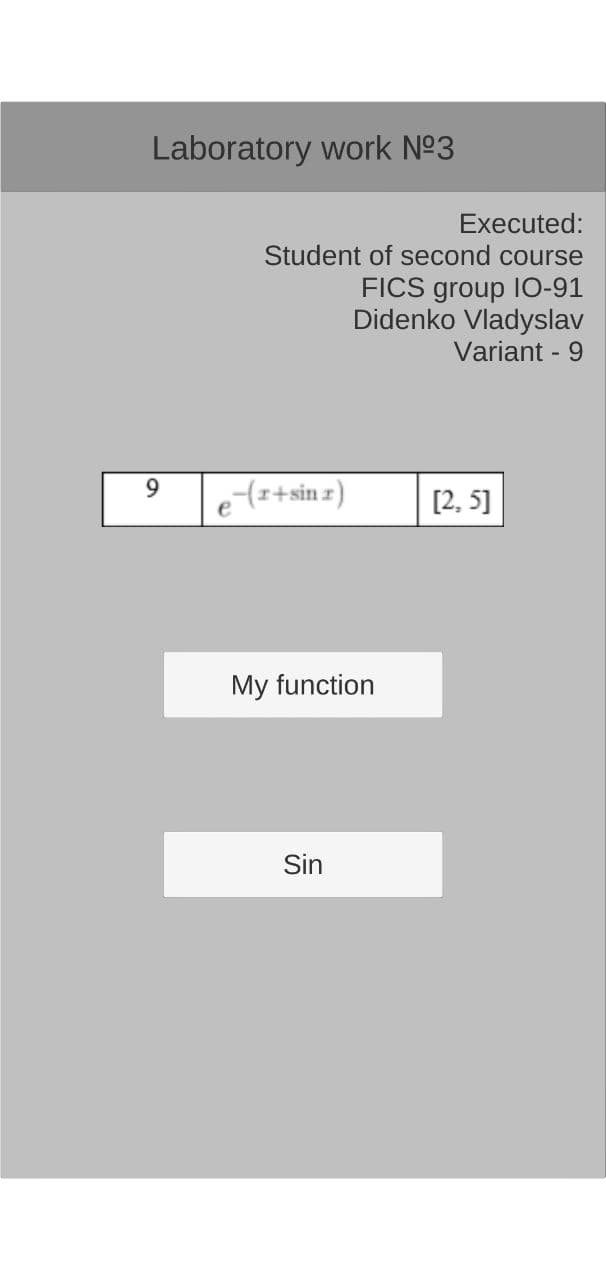 Laboratory work №3
Executed:
Student of second course
FICS group IO-91
Didenko Vladyslav
Variant - 9
9 e^{-(x+sin x)} [2, 5]
My function
Sin